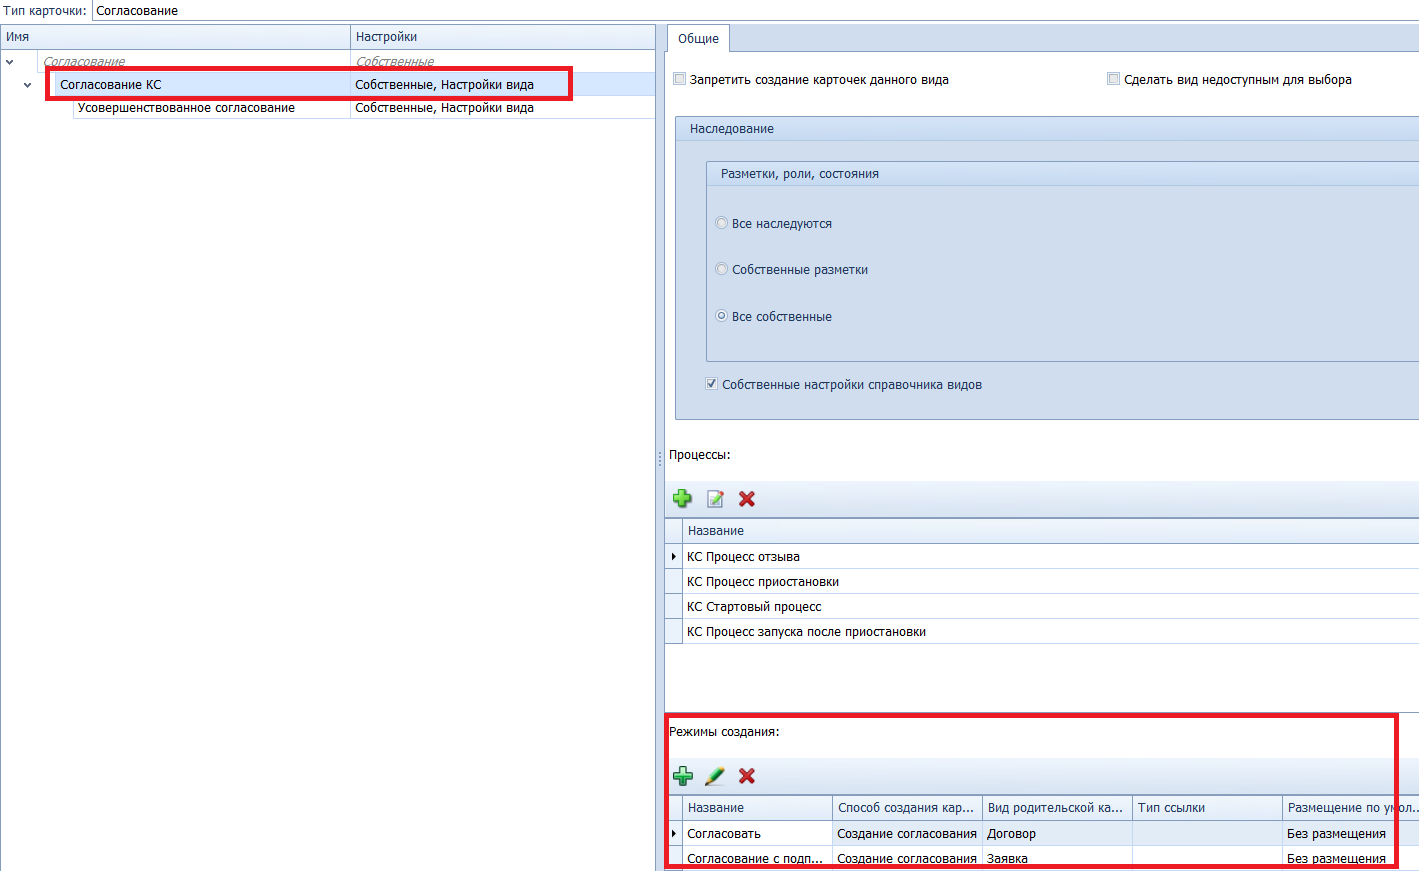 Тип карточки: Согласование
Имя Настройки
Согласование Собственные
Согласование КС Собственные, Настройки вида
Усовершенствованное согласование Собственные, Настройки вида
Общие
Запретить создание карточек данного вида Сделать вид недоступным для выбора
Наследование
Разметки, роли, состояния
Все наследуются
Собственные разметки
Все собственные
Собственные настройки справочника видов
Процессы:
Название
КС Процесс отзыва
КС Процесс приостановки
КС Стартовый процесс
КС Процесс запуска после приостановки
Режимы создания:
Название Способ создания кар... Вид родительской ка... Тип ссылки Размещение по умол...
Согласовать Создание согласования Договор Без размещения
Согласование с подп... Создание согласования Заявка Без размещения